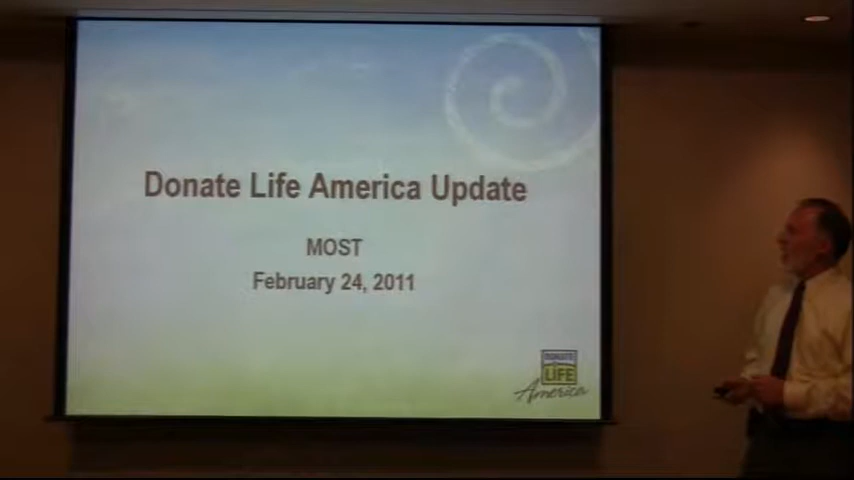 Donate Life America Update
MOST
February 24, 2011
DONATE
LiFE
America